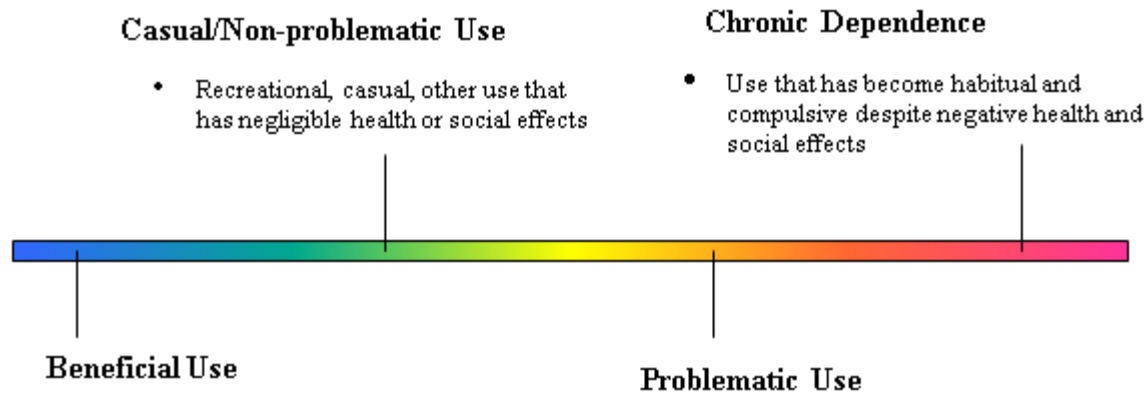 Casual/Non-problematic Use
• Recreational, casual, other use that
has negligible health or social effects
Chronic Dependence
• Use that has become habitual and
compulsive despite negative health and
social effects
Beneficial Use
Problematic Use